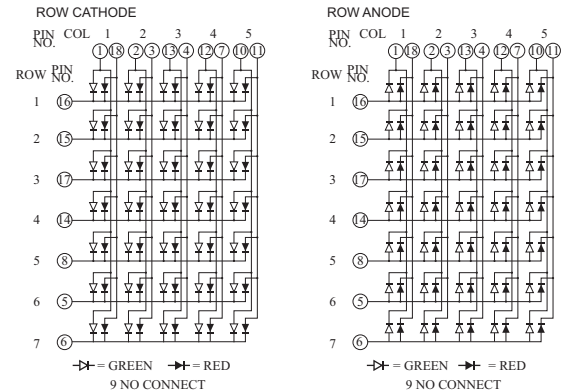 ROW CATHODE
PIN NO. COL 1 2 3 4 5
1 18 2 3 13 4 12 7 10 11
ROW PIN NO.
1 16
2 15
3 17
4 14
5 8
6 5
7 6
= GREEN = RED
9 NO CONNECT
ROW ANODE
PIN NO. COL 1 2 3 4 5
1 18 2 3 13 4 12 7 10 11
ROW PIN NO.
1 16
2 15
3 17
4 14
5 8
6 5
7 6
= GREEN = RED
9 NO CONNECT